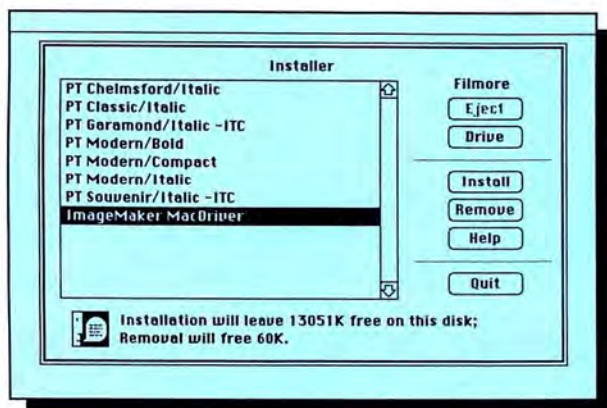 Installer
PT Chelmsford/Italic
PT Classic/Italic
PT Garamond/Italic -ITC
PT Modern/Bold
PT Modern/Compact
PT Modern/Italic
PT Souvenir/Italic -ITC
ImageMaker MacDriver
Filmore
Eject
Drive
Install
Remove
Help
Quit
Installation will leave 13051K free on this disk;
Removal will free 60K.